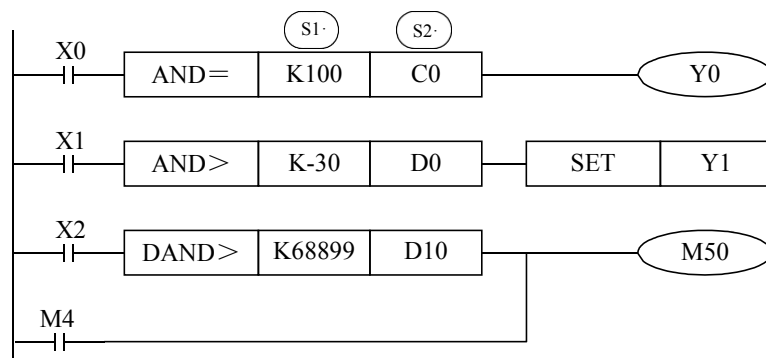 S1· S2·
X0
AND= K100 C0 Y0
X1
AND> K-30 D0 SET Y1
X2
DAND> K68899 D10 M50
M4